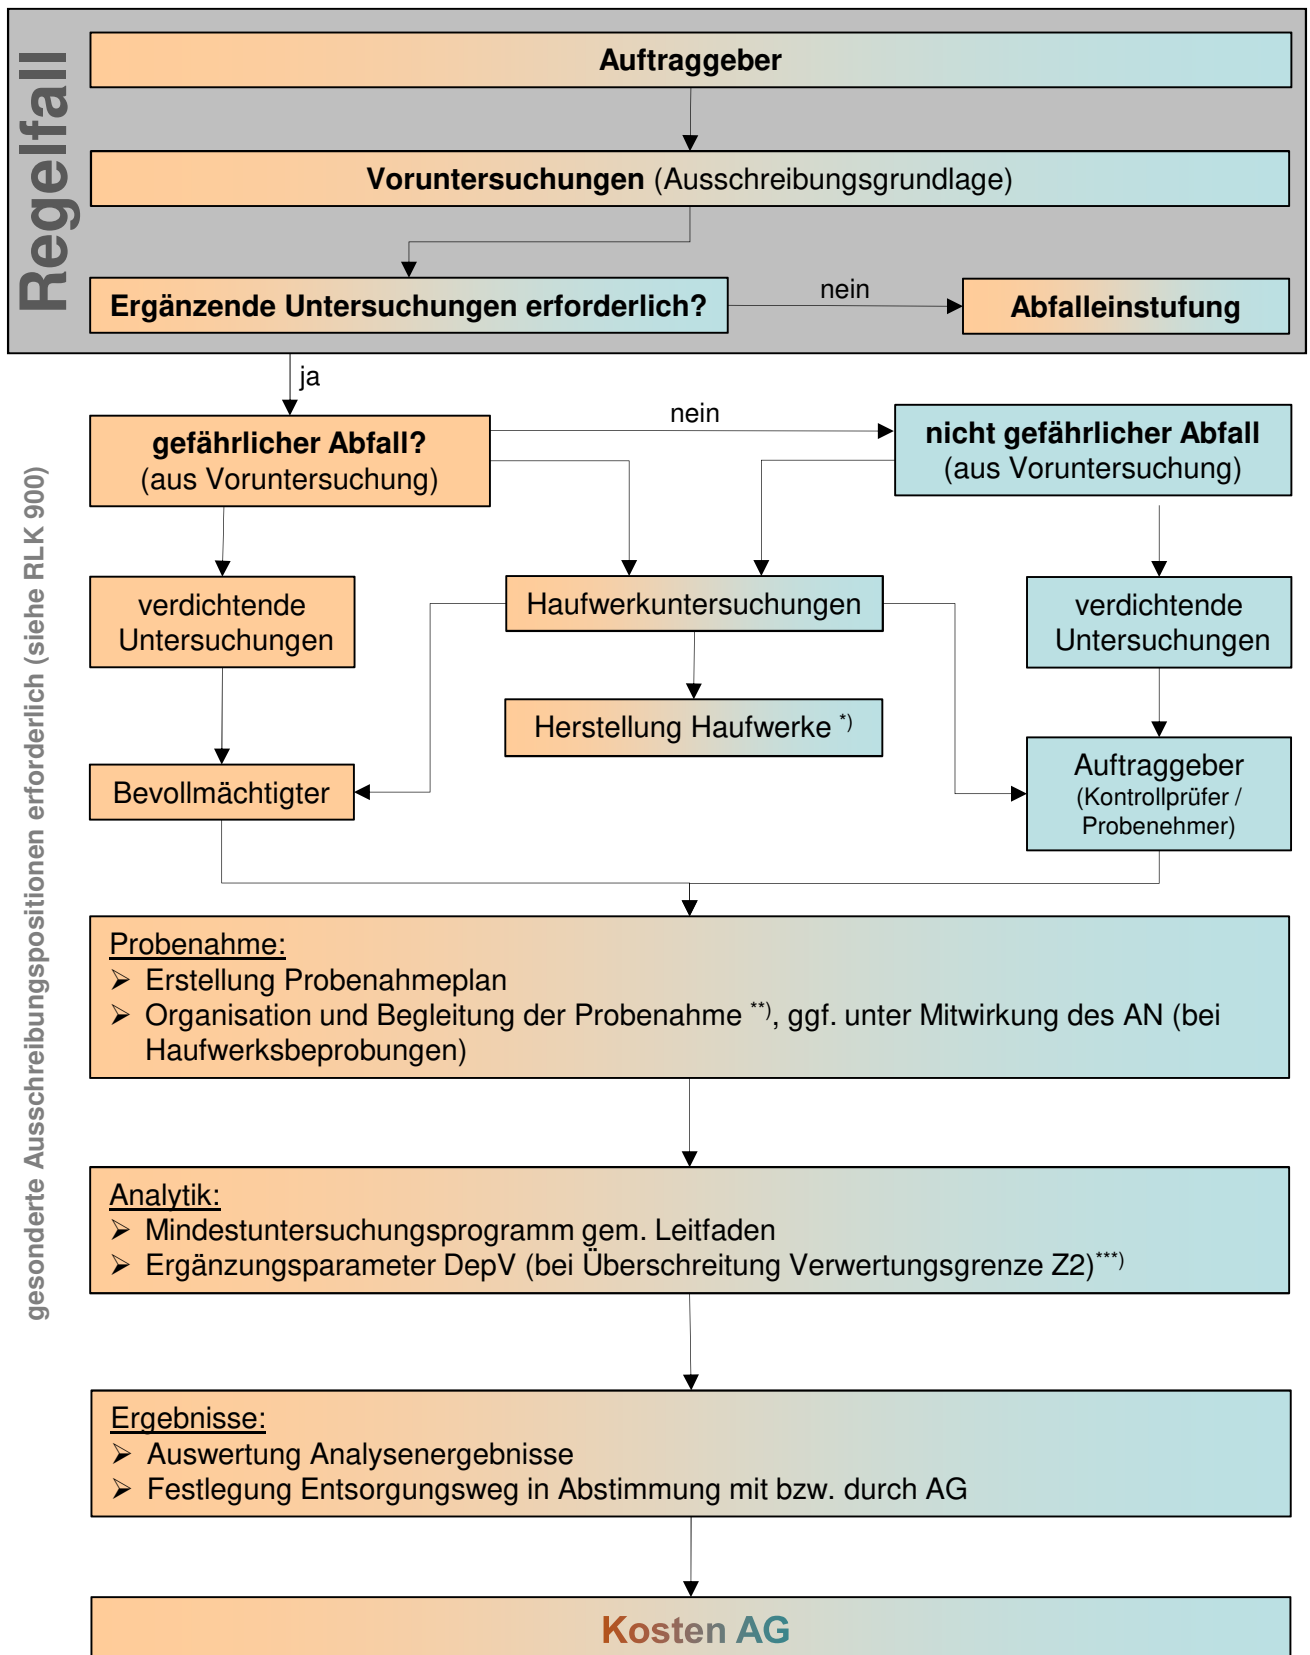 Regelfall
Auftraggeber
Voruntersuchungen (Ausschreibungsgrundlage)
Ergänzende Untersuchungen erforderlich?
nein
Abfalleinstufung
ja
gefährlicher Abfall?
(aus Voruntersuchung)
nein
nicht gefährlicher Abfall
(aus Voruntersuchung)
gesonderte Ausschreibungspositionen erforderlich (siehe RLK 900)
verdichtende
Untersuchungen
Haufwerkuntersuchungen
verdichtende
Untersuchungen
Herstellung Haufwerke *)
Bevollmächtigter
Auftraggeber
(Kontrollprüfer /
Probenehmer)
Probenahme:
➢ Erstellung Probenahmeplan
➢ Organisation und Begleitung der Probenahme **), ggf. unter Mitwirkung des AN (bei
Haufwerksbeprobungen)
Analytik:
➢ Mindestuntersuchungsprogramm gem. Leitfaden
➢ Ergänzungsparameter DepV (bei Überschreitung Verwertungsgrenze Z2)***)
Ergebnisse:
➢ Auswertung Analysenergebnisse
➢ Festlegung Entsorgungsweg in Abstimmung mit bzw. durch AG
Kosten AG